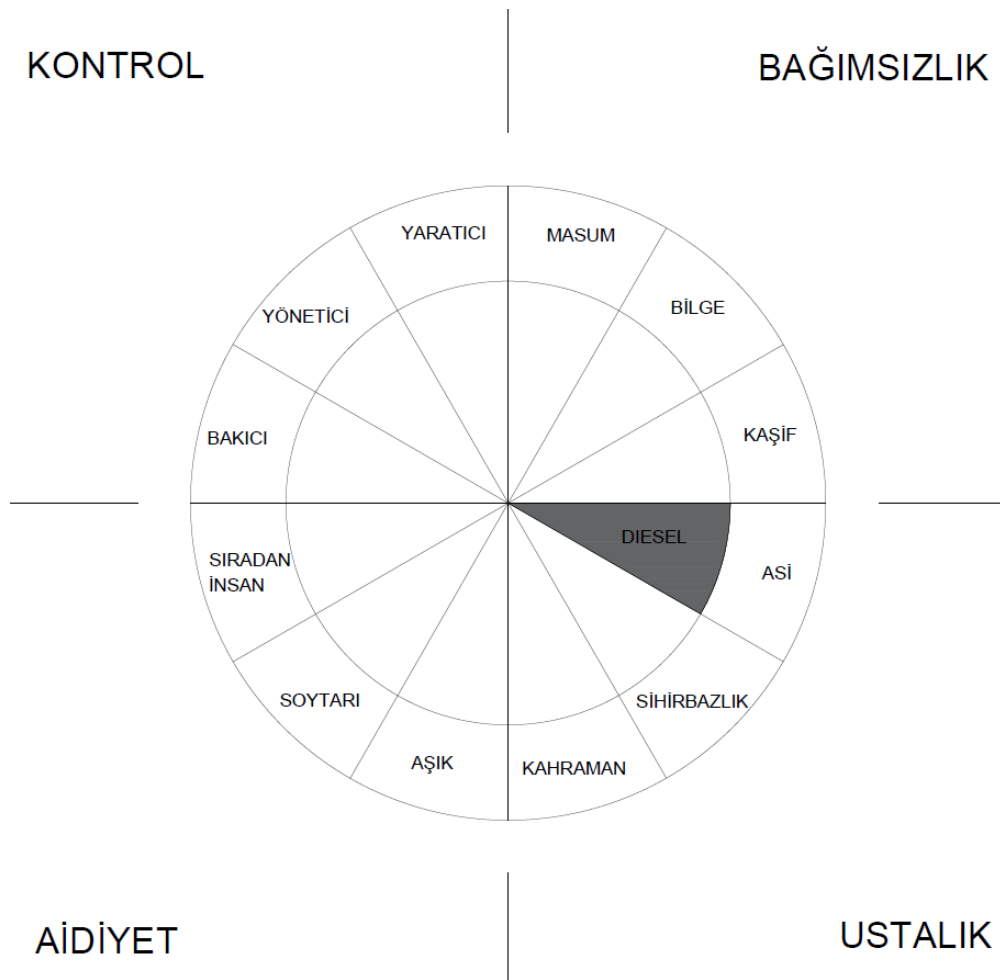 KONTROL
BAĞIMSIZLIK
YARATICI
MASUM
YÖNETİCİ
BİLGE
BAKICI
KAŞİF
DIESEL
SIRADAN
İNSAN
ASİ
SOYTARI
SİHİRBAZLIK
AŞIK
KAHRAMAN
AİDİYET
USTALIK